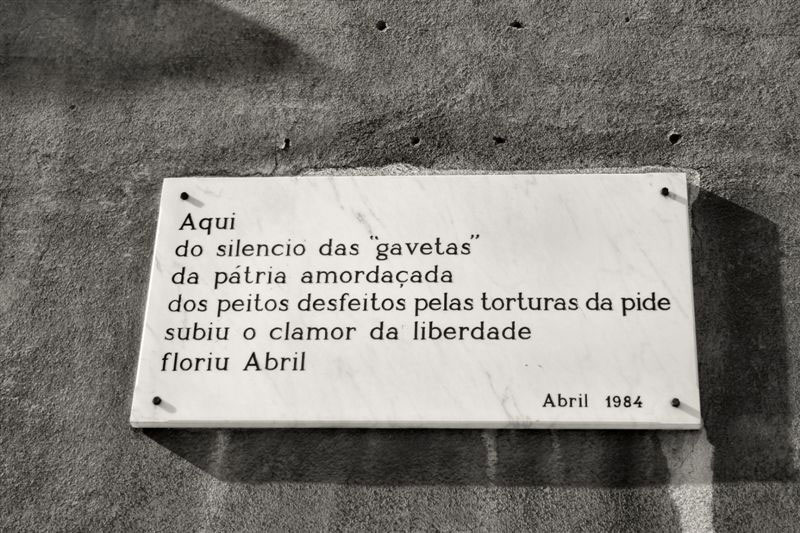 Aqui
do silencio das "gavetas"
da pátria amordaçada
dos peitos desfeitos pelas torturas da pide
subiu o clamor da liberdade
floriu Abril
Abril 1984